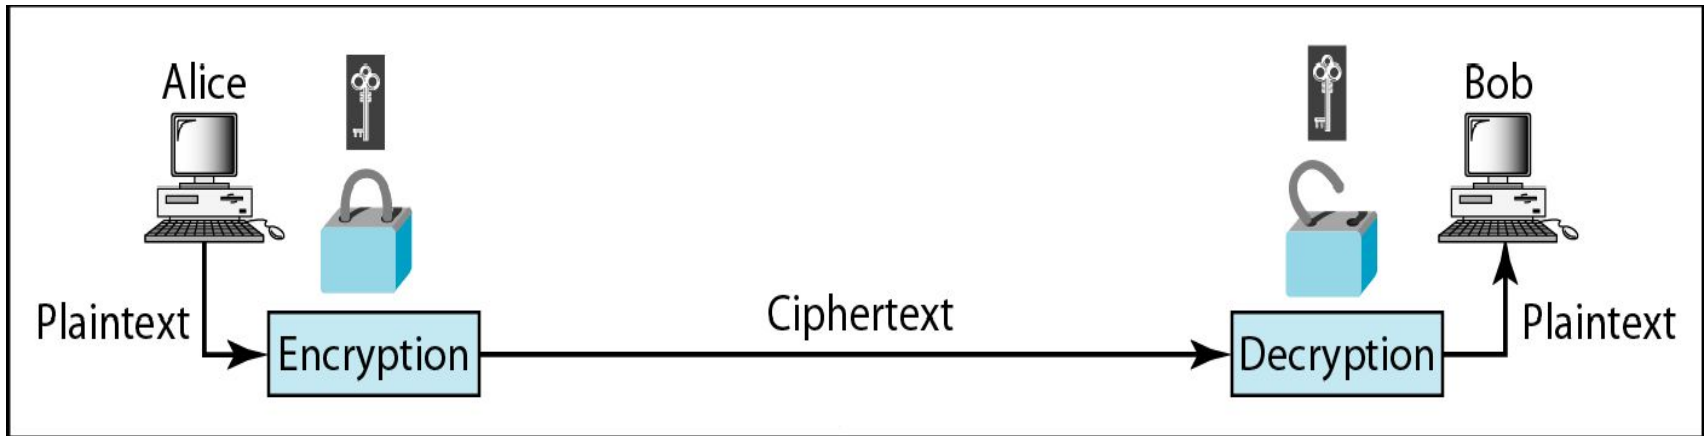 Alice
Bob
Plaintext
Ciphertext
Plaintext
Encryption
Decryption